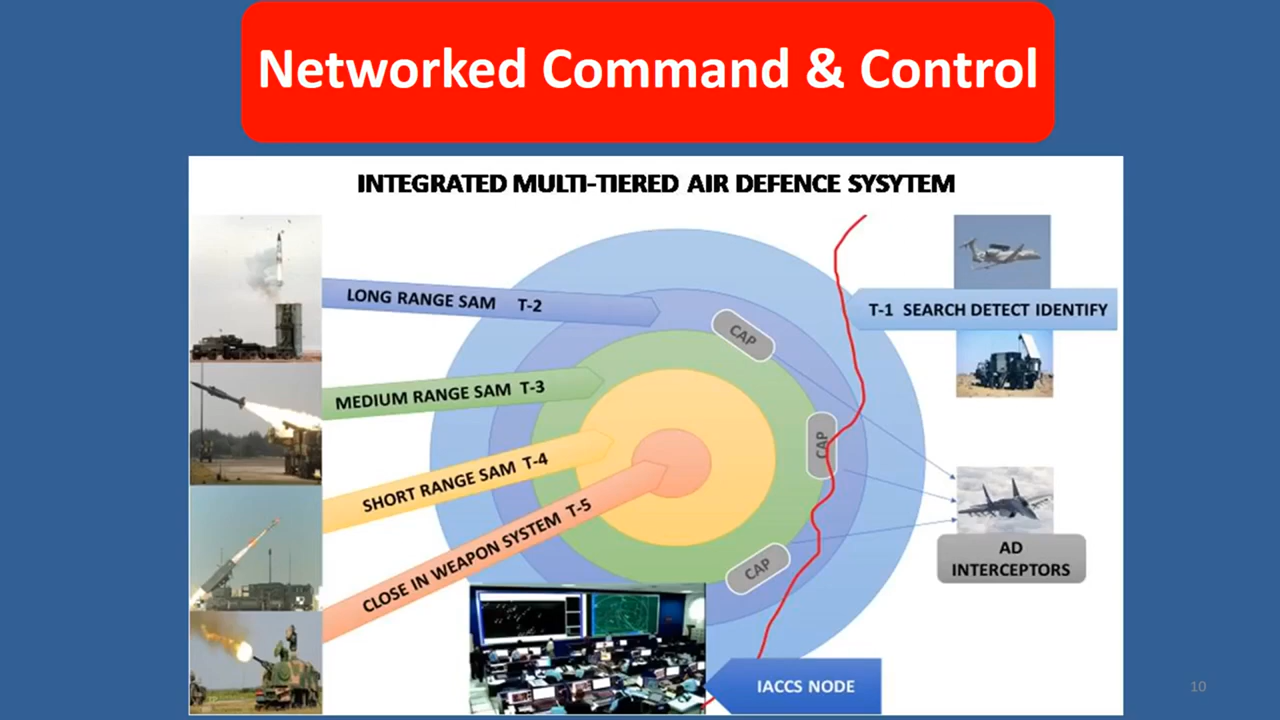 Networked Command & Control
INTEGRATED MULTI-TIERED AIR DEFENCE SYSYTEM
LONG RANGE SAM T-2
CAP
T-1 SEARCH DETECT IDENTIFY
MEDIUM RANGE SAM T-3
CAP
SHORT RANGE SAM T-4
CLOSE IN WEAPON SYSTEM T-5
CAP
AD
INTERCEPTORS
IACCS NODE
10